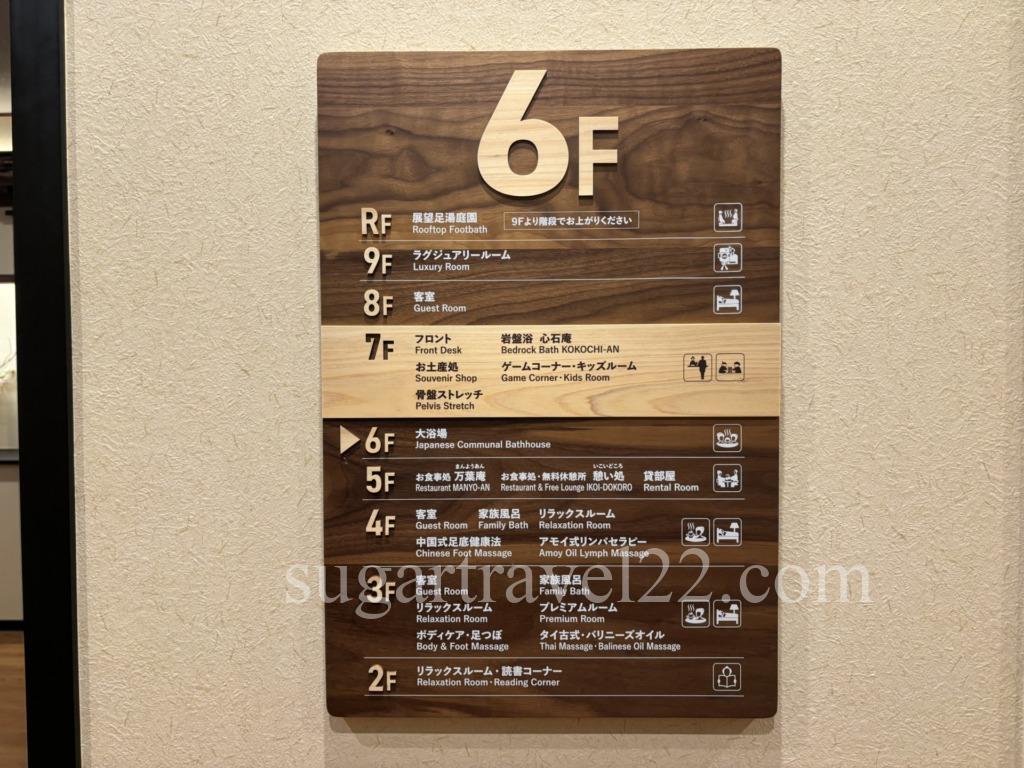 6F
RF 展望足湯庭園 9Fより階段でお上がりください
Rooftop Footbath
9F ラグジュアリールーム
Luxury Room
8F 客室
Guest Room
7F フロント 岩盤浴 心石庵
Front Desk Bedrock Bath KOKOCHI-AN
お土産処 ゲームコーナー・キッズルーム
Souvenir Shop Game Corner・Kids Room
骨盤ストレッチ
Pelvis Stretch
6F 大浴場
Japanese Communal Bathhouse
まんようあん いこいどころ
5F お食事処 万葉庵 お食事処・無料休憩所 憩い処 貸部屋
Restaurant MANYO-AN Restaurant & Free Lounge IKOI-DOKORO Rental Room
4F 客室 家族風呂 リラックスルーム
Guest Room Family Bath Relaxation Room
中国式足底健康法 アモイ式リンパセラピー
Chinese Foot Massage Amoy Oil Lymph Massage
sugartravel22.com
3F 客室 家族風呂
Guest Room Family Bath
リラックスルーム プレミアムルーム
Relaxation Room Premium Room
ボディケア・足つぼ タイ古式・バリニーズオイル
Body & Foot Massage Thai Massage・Balinese Oil Massage
2F リラックスルーム・読書コーナー
Relaxation Room・Reading Corner